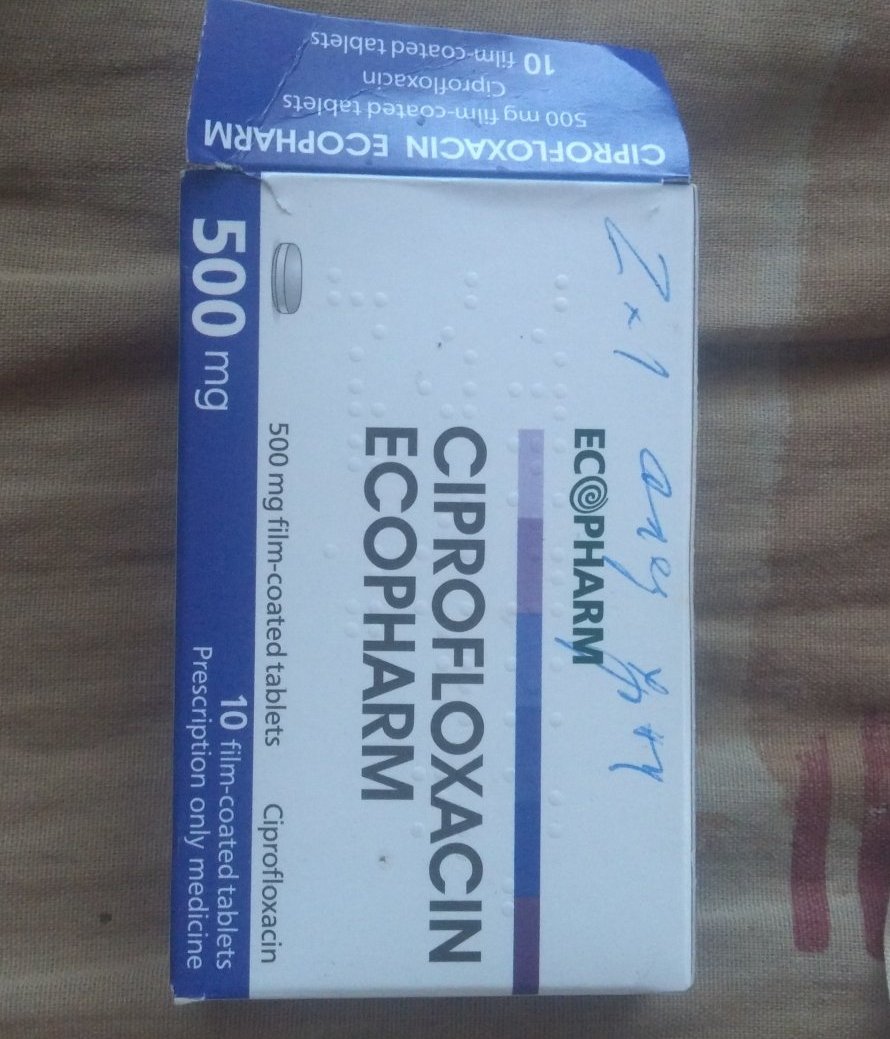 CIPROFLOXACIN ECOPHARM
500 mg film-coated tablets
Ciprofloxacin
10 film-coated tablets
2 x 1
ECOPHARM
CIPROFLOXACIN
ECOPHARM
500 mg film-coated tablets Ciprofloxacin
500 mg
10 film-coated tablets
Prescription only medicine